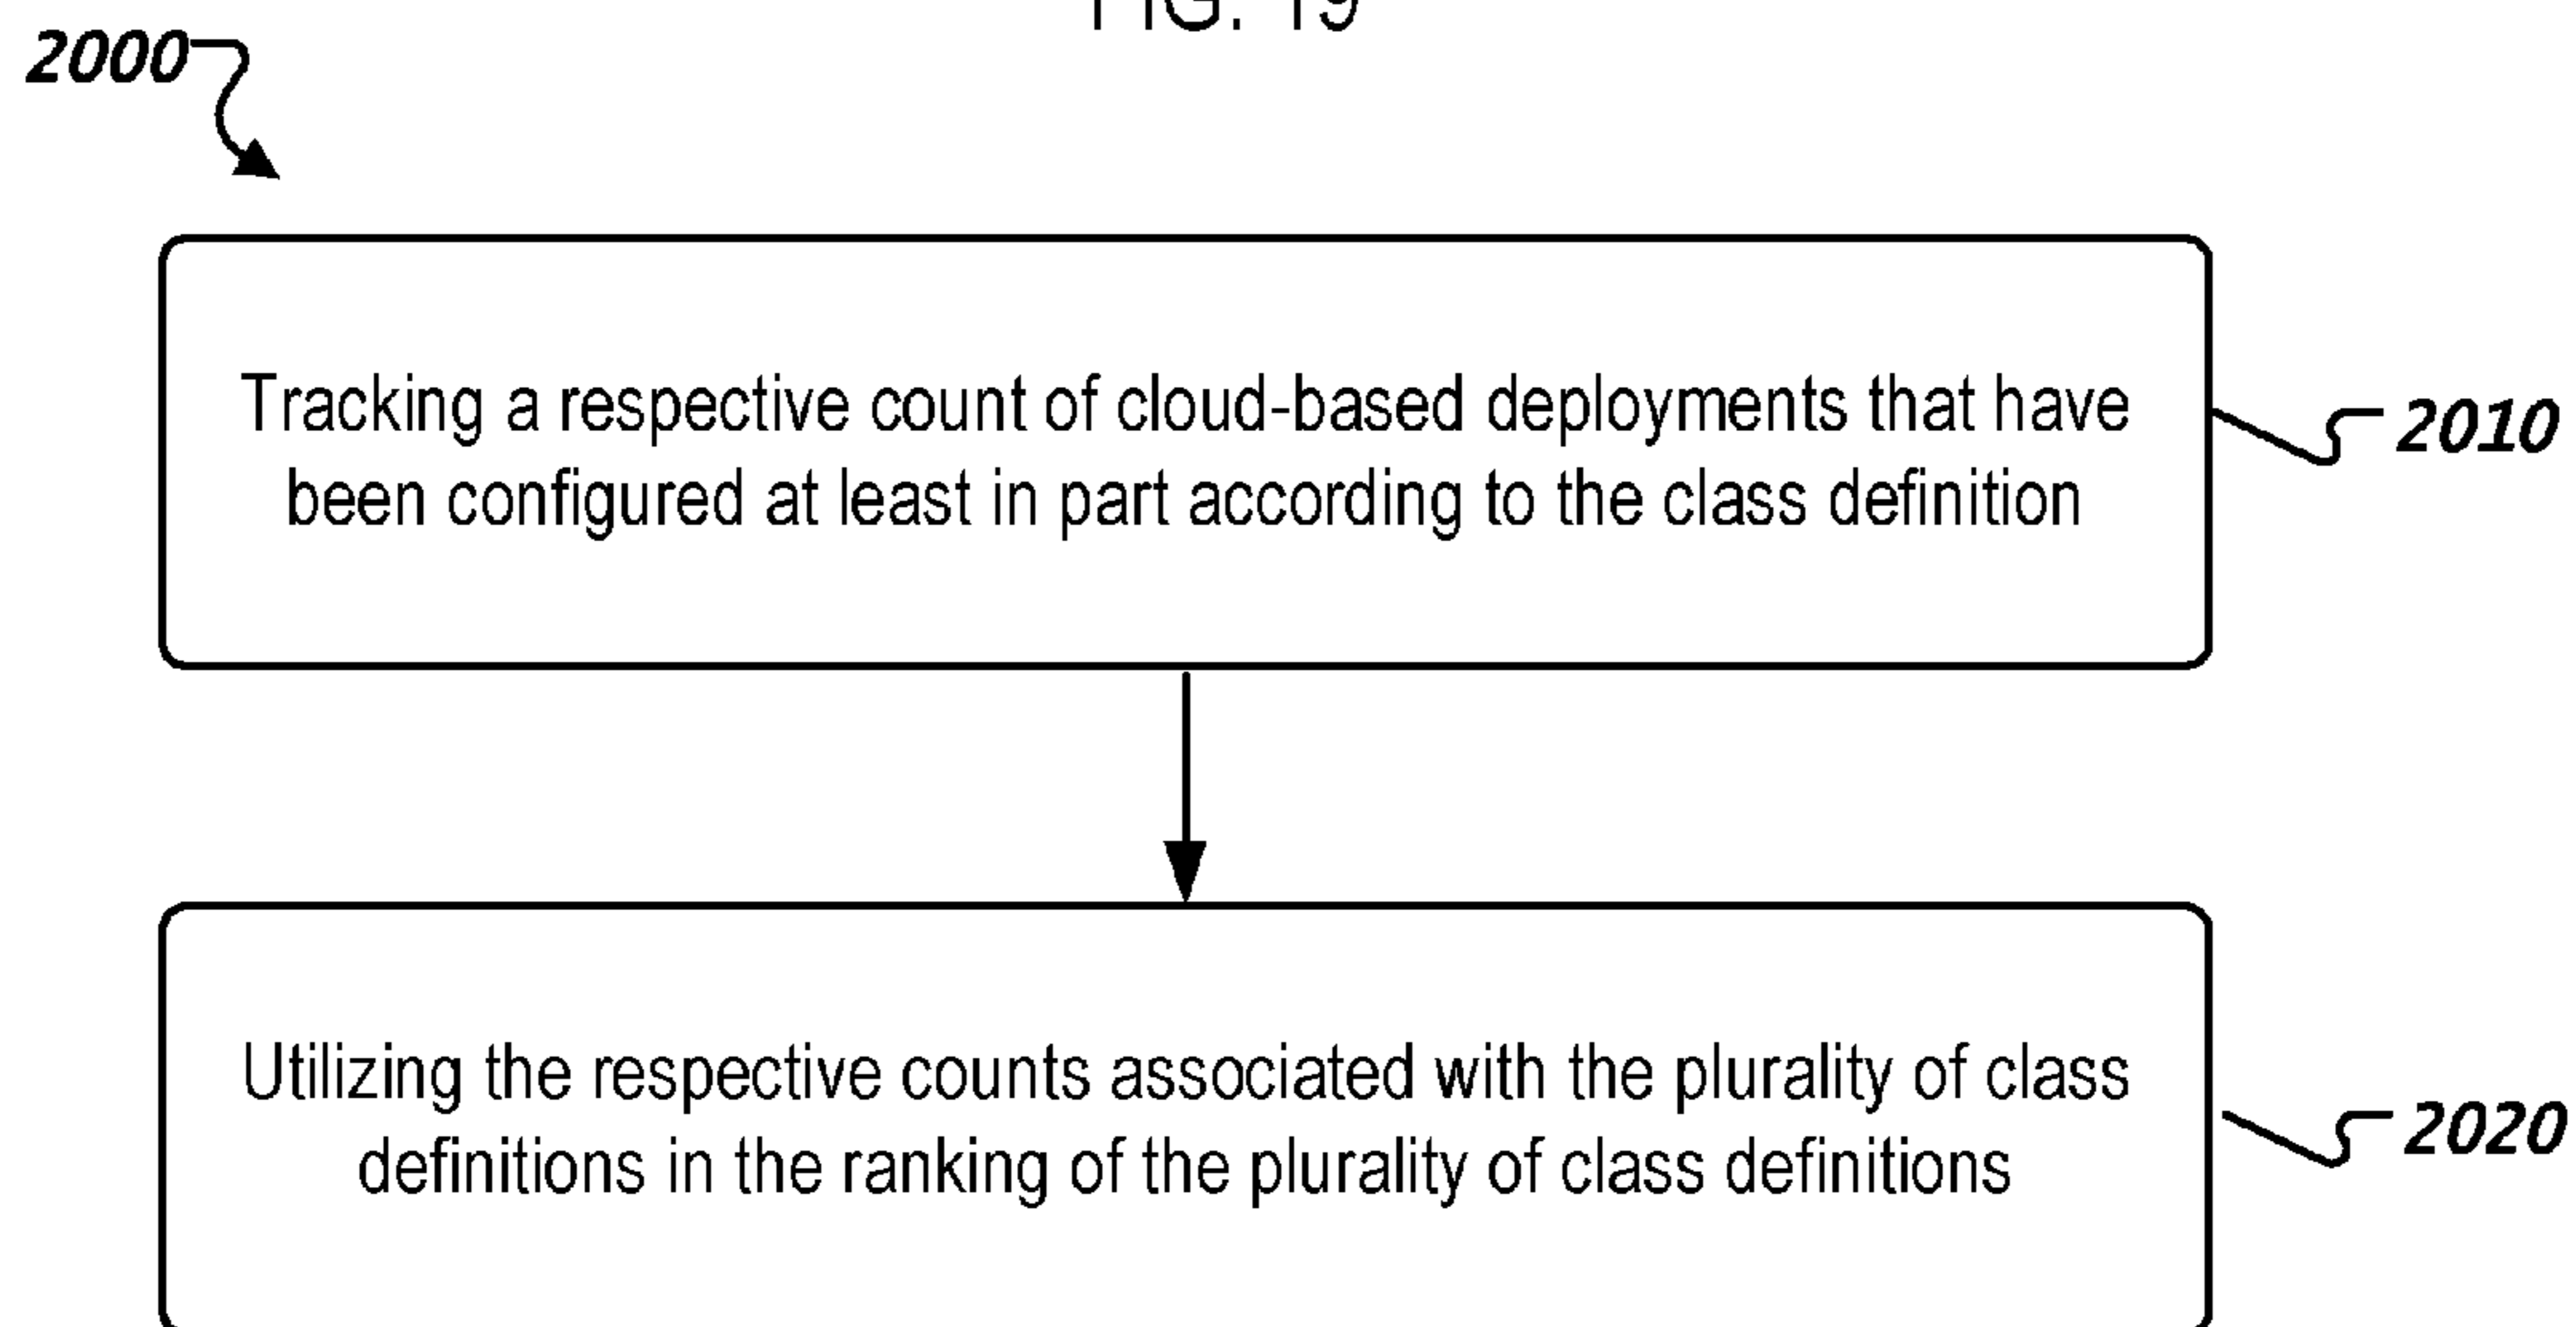 FIG. 19
2000
Tracking a respective count of cloud-based deployments that have
been configured at least in part according to the class definition
2010
Utilizing the respective counts associated with the plurality of class
definitions in the ranking of the plurality of class definitions
2020